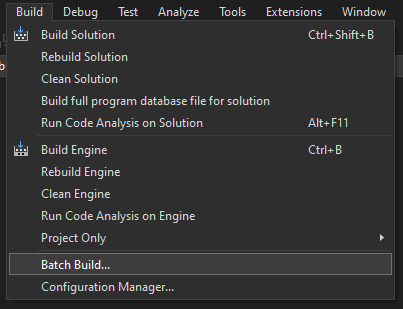 Build Debug Test Analyze Tools Extensions Window
Build Solution Ctrl+Shift+B
Rebuild Solution
Clean Solution
Build full program database file for solution
Run Code Analysis on Solution Alt+F11
Build Engine Ctrl+B
Rebuild Engine
Clean Engine
Run Code Analysis on Engine
Project Only
Batch Build...
Configuration Manager...